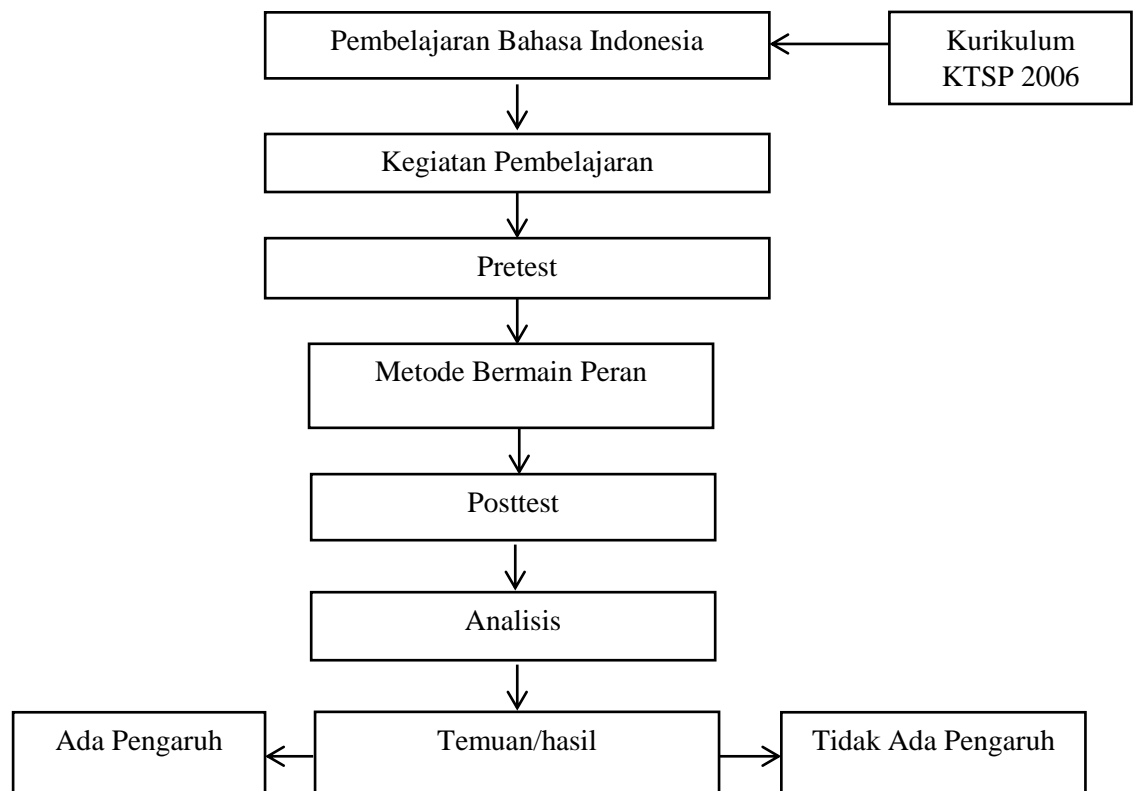 Pembelajaran Bahasa Indonesia
Kurikulum
KTSP 2006
Kegiatan Pembelajaran
Pretest
Metode Bermain Peran
Posttest
Analisis
Ada Pengaruh
Temuan/hasil
Tidak Ada Pengaruh